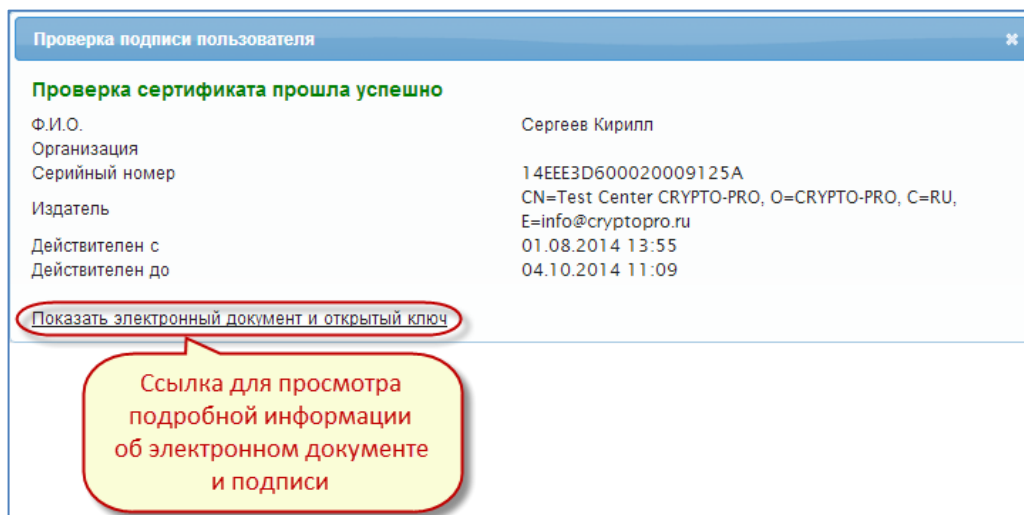 Проверка подписи пользователя
Проверка сертификата прошла успешно
Ф.И.О. Сергеев Кирилл
Организация
Серийный номер 14EEE3D600020009125A
Издатель CN=Test Center CRYPTO-PRO, O=CRYPTO-PRO, C=RU,
E=info@cryptopro.ru
Действителен с 01.08.2014 13:55
Действителен до 04.10.2014 11:09
Показать электронный документ и открытый ключ
Ссылка для просмотра
подробной информации
об электронном документе
и подписи